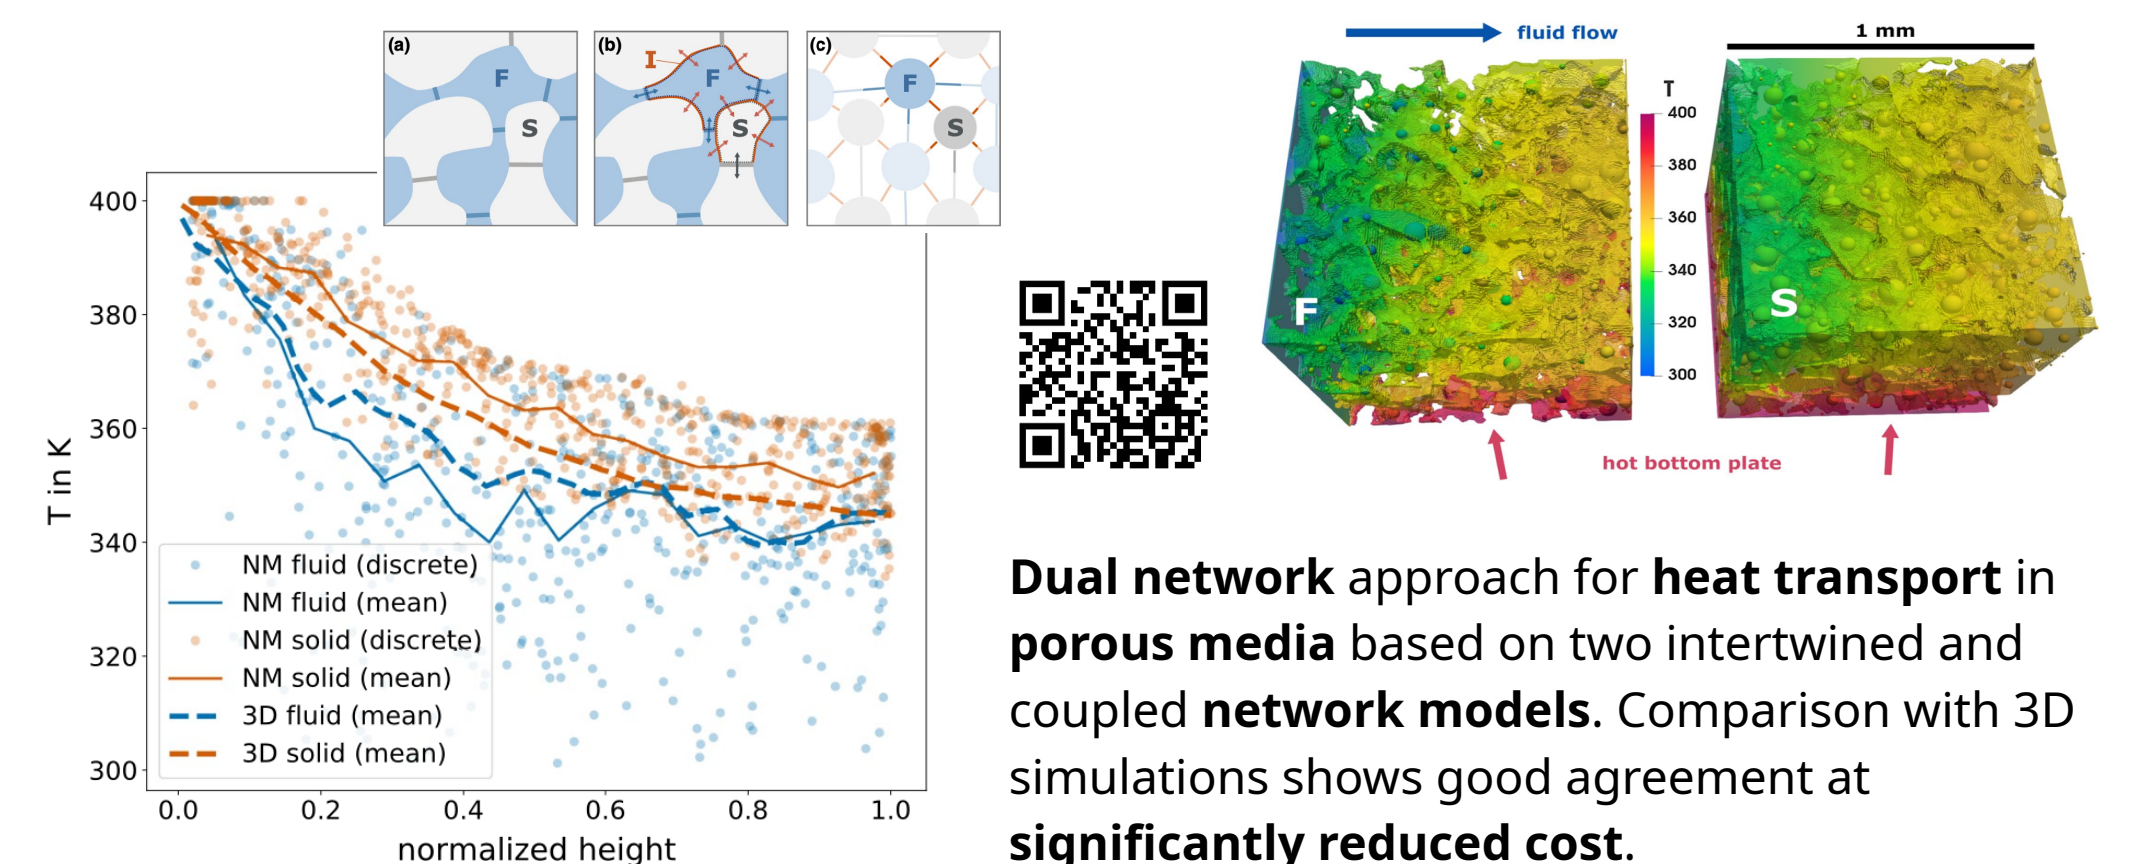 (a)
F
S
(b)
I
F
S
(c)
F
S
400
380
360
340
320
300
T in K
NM fluid (discrete)
NM fluid (mean)
NM solid (discrete)
NM solid (mean)
3D fluid (mean)
3D solid (mean)
0.0 0.2 0.4 0.6 0.8 1.0
normalized height
fluid flow
1 mm
T
400
380
360
340
320
300
F
S
hot bottom plate
Dual network approach for heat transport in
porous media based on two intertwined and
coupled network models. Comparison with 3D
simulations shows good agreement at
significantly reduced cost.